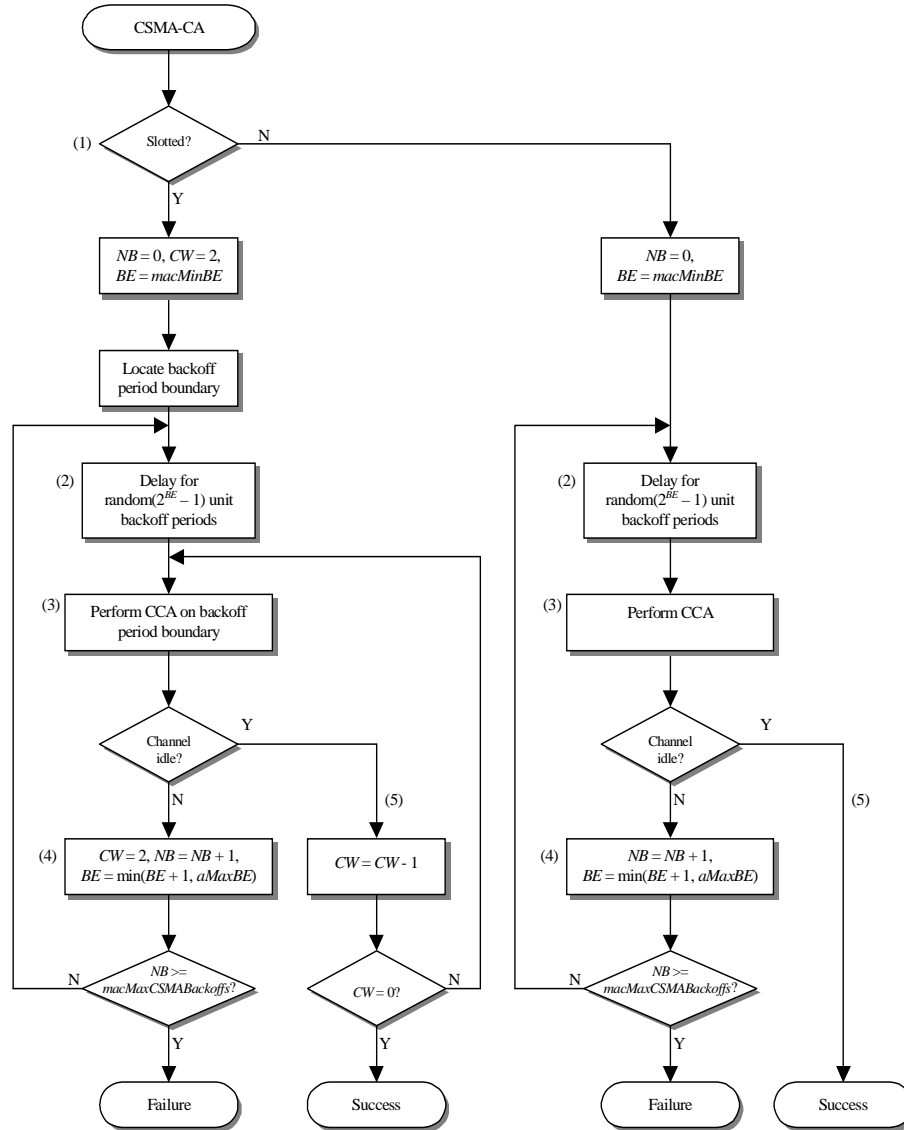 CSMA-CA
(1)
Slotted?
N
Y
NB = 0, CW = 2,
BE = macMinBE
Locate backoff
period boundary
(2)
Delay for
random(2^BE – 1) unit
backoff periods
(3)
Perform CCA on backoff
period boundary
Channel
idle?
Y
N
(4)
CW = 2, NB = NB + 1,
BE = min(BE + 1, aMaxBE)
(5)
CW = CW - 1
NB >=
macMaxCSMABackoffs?
N
Y
CW = 0?
N
Y
Failure
Success
NB = 0,
BE = macMinBE
(2)
Delay for
random(2^BE – 1) unit
backoff periods
(3)
Perform CCA
Channel
idle?
Y
N
(5)
(4)
NB = NB + 1,
BE = min(BE + 1, aMaxBE)
NB >=
macMaxCSMABackoffs?
N
Y
Failure
Success